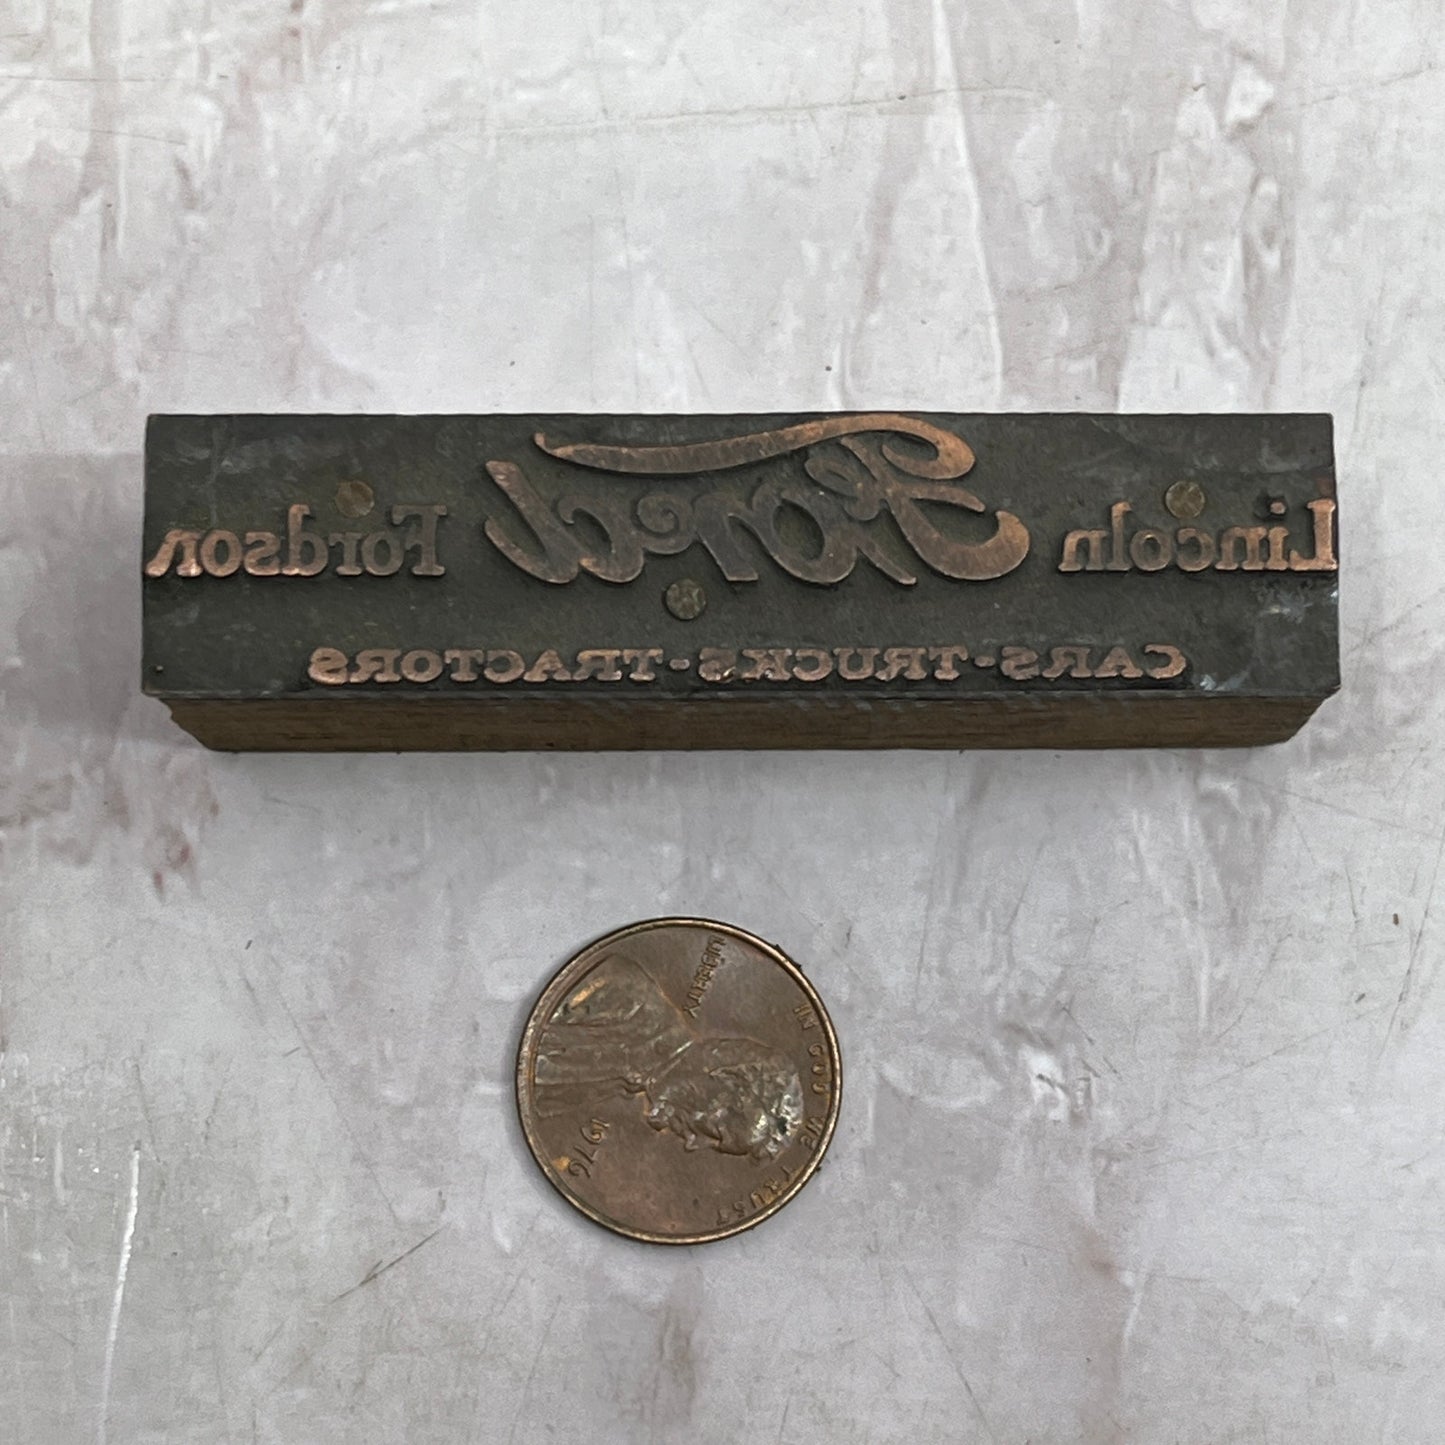 Lincoln Ford Fordson
CARS·TRUCKS·TRACTORS
IN GOD WE TRUST
LIBERTY
1976